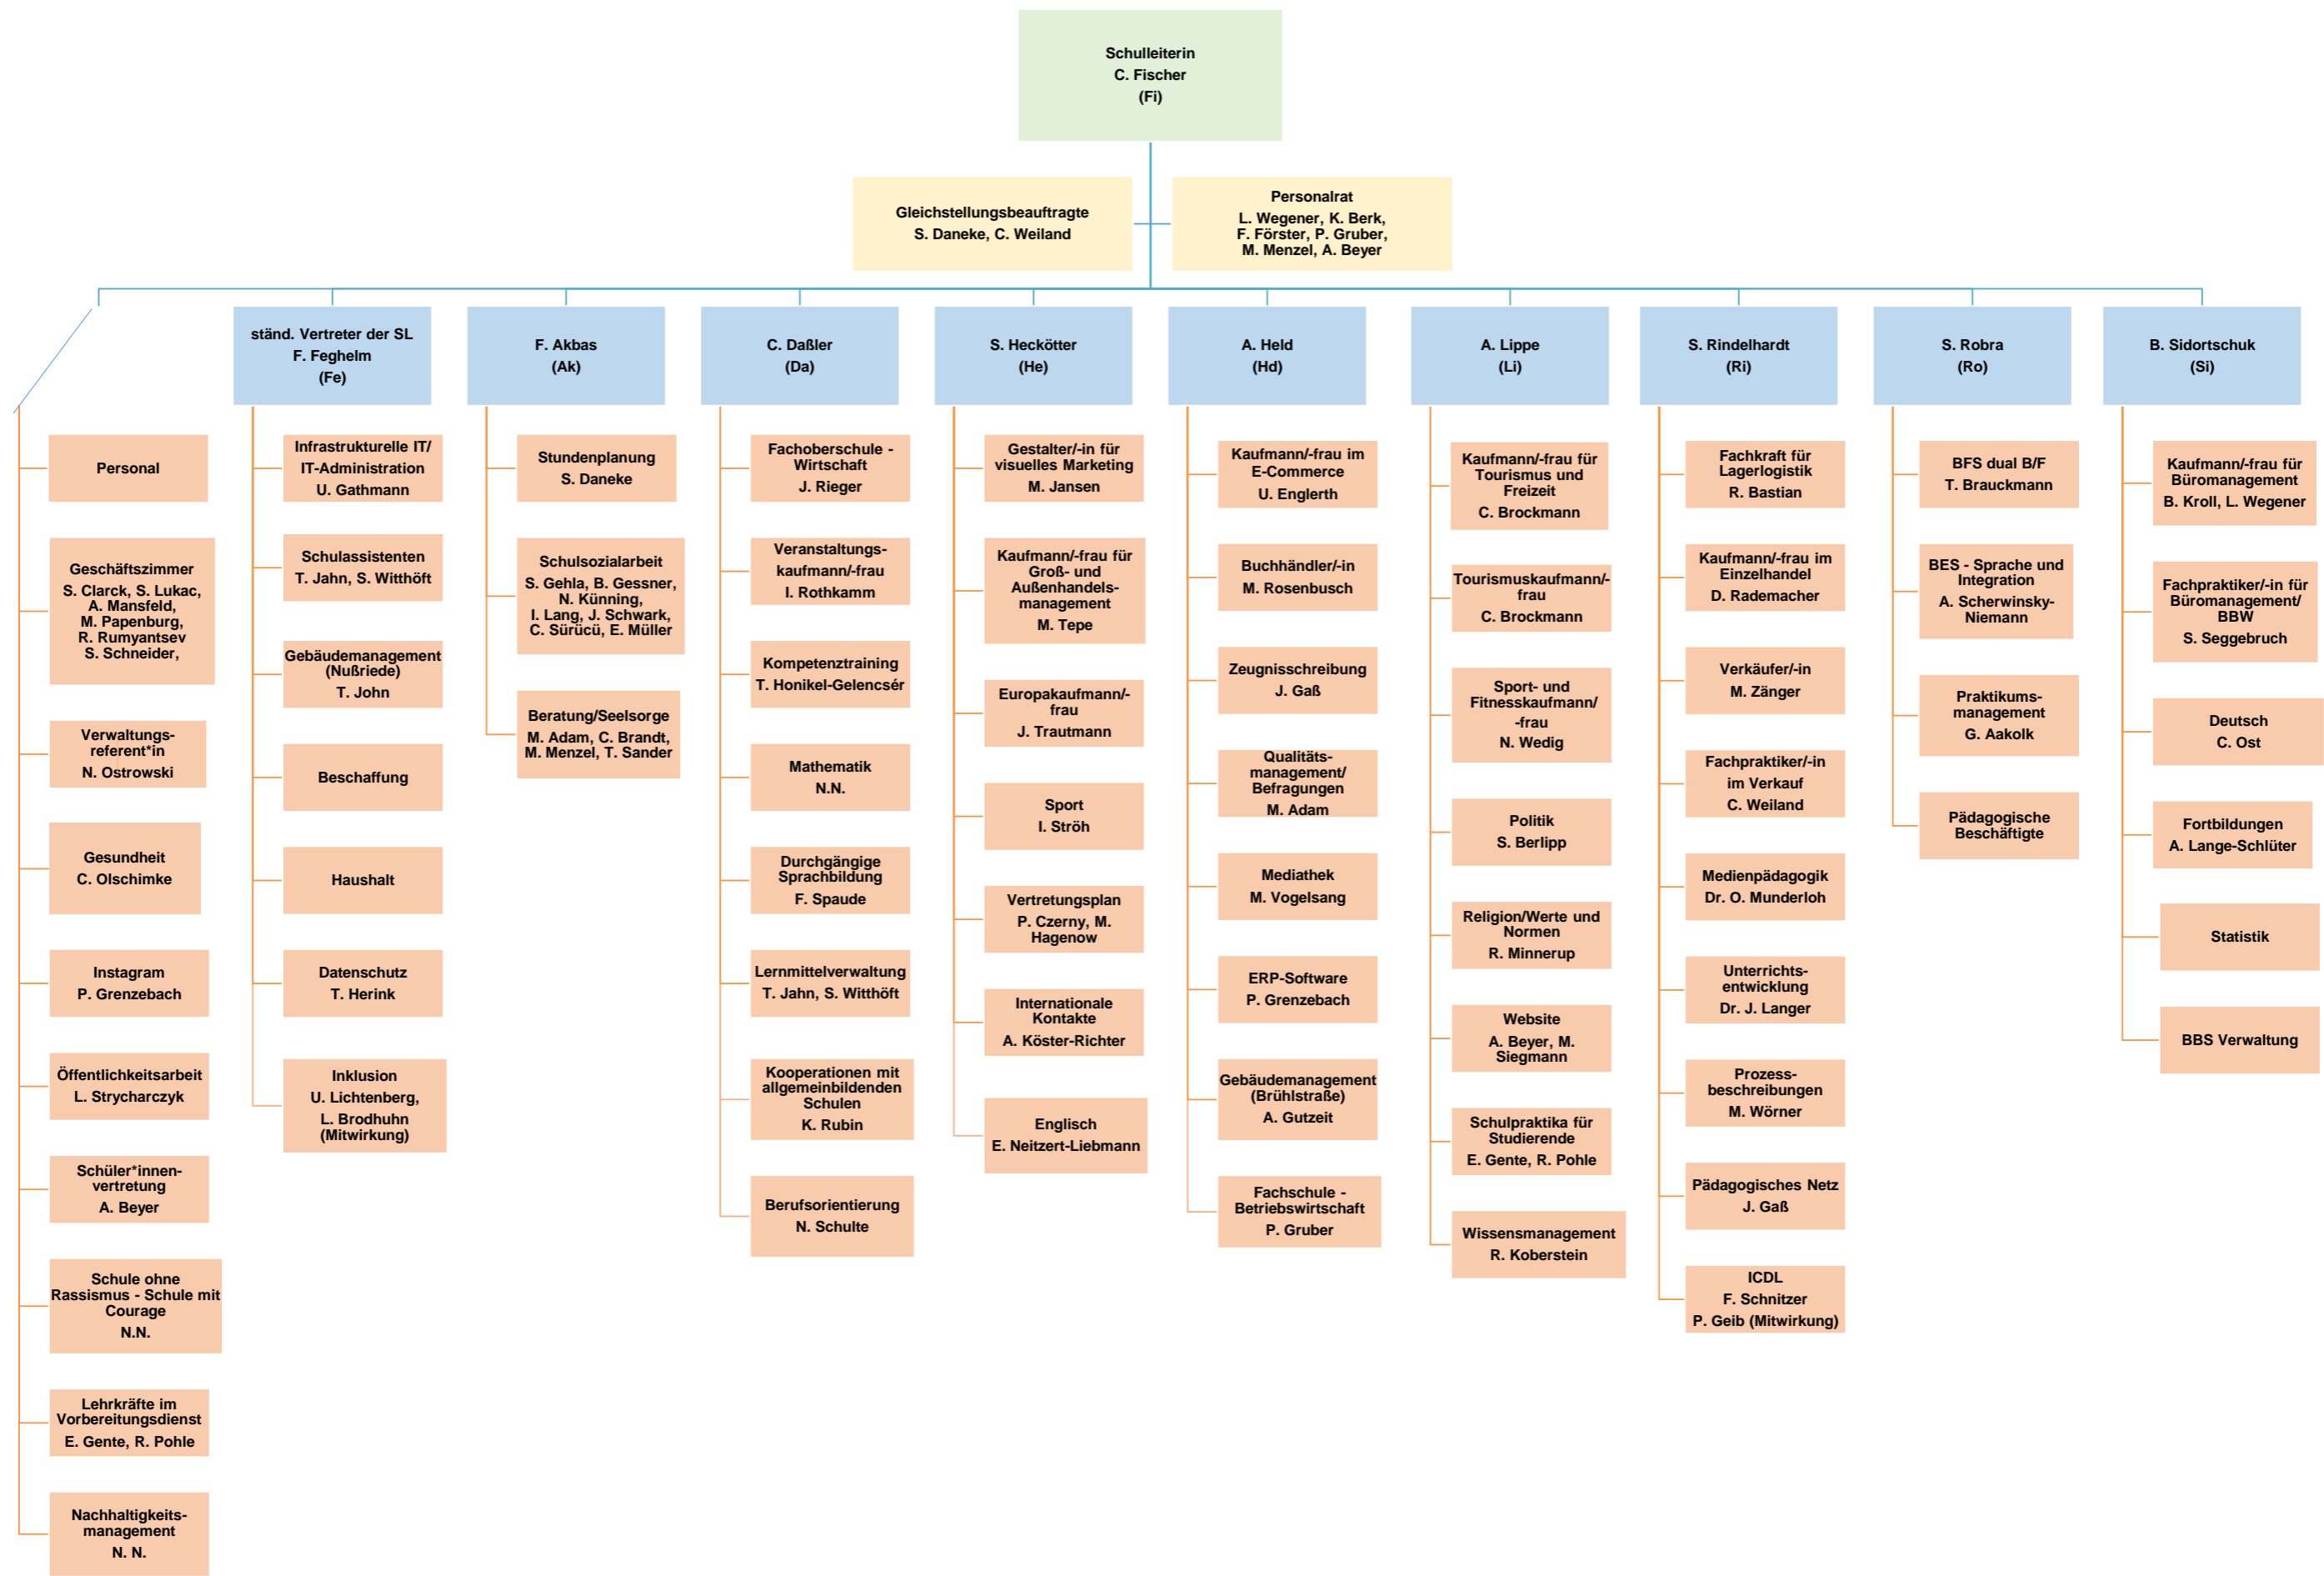 Schulleiterin
C. Fischer
(Fi)
Gleichstellungsbeauftragte
S. Daneke, C. Weiland
Personalrat
L. Wegener, K. Berk,
F. Förster, P. Gruber,
M. Menzel, A. Beyer
Personal
Geschäftszimmer
S. Clarck, S. Lukac,
A. Mansfeld,
M. Papenburg,
R. Rumyantsev
S. Schneider,
Verwaltungs-
referent*in
N. Ostrowski
Gesundheit
C. Olschimke
Instagram
P. Grenzebach
Öffentlichkeitsarbeit
L. Strycharczyk
Schüler*innen-
vertretung
A. Beyer
Schule ohne
Rassismus - Schule mit
Courage
N.N.
Lehrkräfte im
Vorbereitungsdienst
E. Gente, R. Pohle
Nachhaltigkeits-
management
N. N.
ständ. Vertreter der SL
F. Feghelm
(Fe)
Infrastrukturelle IT/
IT-Administration
U. Gathmann
Schulassistenten
T. Jahn, S. Witthöft
Gebäudemanagement
(Nußriede)
T. John
Beschaffung
Haushalt
Datenschutz
T. Herink
Inklusion
U. Lichtenberg,
L. Brodhuhn
(Mitwirkung)
F. Akbas
(Ak)
Stundenplanung
S. Daneke
Schulsozialarbeit
S. Gehla, B. Gessner,
N. Künning,
I. Lang, J. Schwark,
C. Sürücü, E. Müller
Beratung/Seelsorge
M. Adam, C. Brandt,
M. Menzel, T. Sander
C. Daßler
(Da)
Fachoberschule -
Wirtschaft
J. Rieger
Veranstaltungs-
kaufmann/-frau
I. Rothkamm
Kompetenztraining
T. Honikel-Gelencsér
Mathematik
N.N.
Durchgängige
Sprachbildung
F. Spaude
Lernmittelverwaltung
T. Jahn, S. Witthöft
Kooperationen mit
allgemeinbildenden
Schulen
K. Rubin
Berufsorientierung
N. Schulte
S. Heckötter
(He)
Gestalter/-in für
visuelles Marketing
M. Jansen
Kaufmann/-frau für
Groß- und
Außenhandels-
management
M. Tepe
Europakaufmann/-
frau
J. Trautmann
Sport
I. Ströh
Vertretungsplan
P. Czerny, M.
Hagenow
Internationale
Kontakte
A. Köster-Richter
Englisch
E. Neitzert-Liebmann
A. Held
(Hd)
Kaufmann/-frau im
E-Commerce
U. Englerth
Buchhändler/-in
M. Rosenbusch
Zeugnisschreibung
J. Gaß
Qualitäts-
management/
Befragungen
M. Adam
Mediathek
M. Vogelsang
ERP-Software
P. Grenzebach
Gebäudemanagement
(Brühlstraße)
A. Gutzeit
Fachschule -
Betriebswirtschaft
P. Gruber
A. Lippe
(Li)
Kaufmann/-frau für
Tourismus und
Freizeit
C. Brockmann
Tourismuskaufmann/-
frau
C. Brockmann
Sport- und
Fitnesskaufmann/
-frau
N. Wedig
Politik
S. Berlipp
Religion/Werte und
Normen
R. Minnerup
Website
A. Beyer, M.
Siegmann
Schulpraktika für
Studierende
E. Gente, R. Pohle
Wissensmanagement
R. Koberstein
S. Rindelhardt
(Ri)
Fachkraft für
Lagerlogistik
R. Bastian
Kaufmann/-frau im
Einzelhandel
D. Rademacher
Verkäufer/-in
M. Zänger
Fachpraktiker/-in
im Verkauf
C. Weiland
Medienpädagogik
Dr. O. Munderloh
Unterrichts-
entwicklung
Dr. J. Langer
Prozess-
beschreibungen
M. Wörner
Pädagogisches Netz
J. Gaß
ICDL
F. Schnitzer
P. Geib (Mitwirkung)
S. Robra
(Ro)
BFS dual B/F
T. Brauckmann
BES - Sprache und
Integration
A. Scherwinsky-
Niemann
Praktikums-
management
G. Aakolk
Pädagogische
Beschäftigte
B. Sidortschuk
(Si)
Kaufmann/-frau für
Büromanagement
B. Kroll, L. Wegener
Fachpraktiker/-in für
Büromanagement/
BBW
S. Seggebruch
Deutsch
C. Ost
Fortbildungen
A. Lange-Schlüter
Statistik
BBS Verwaltung